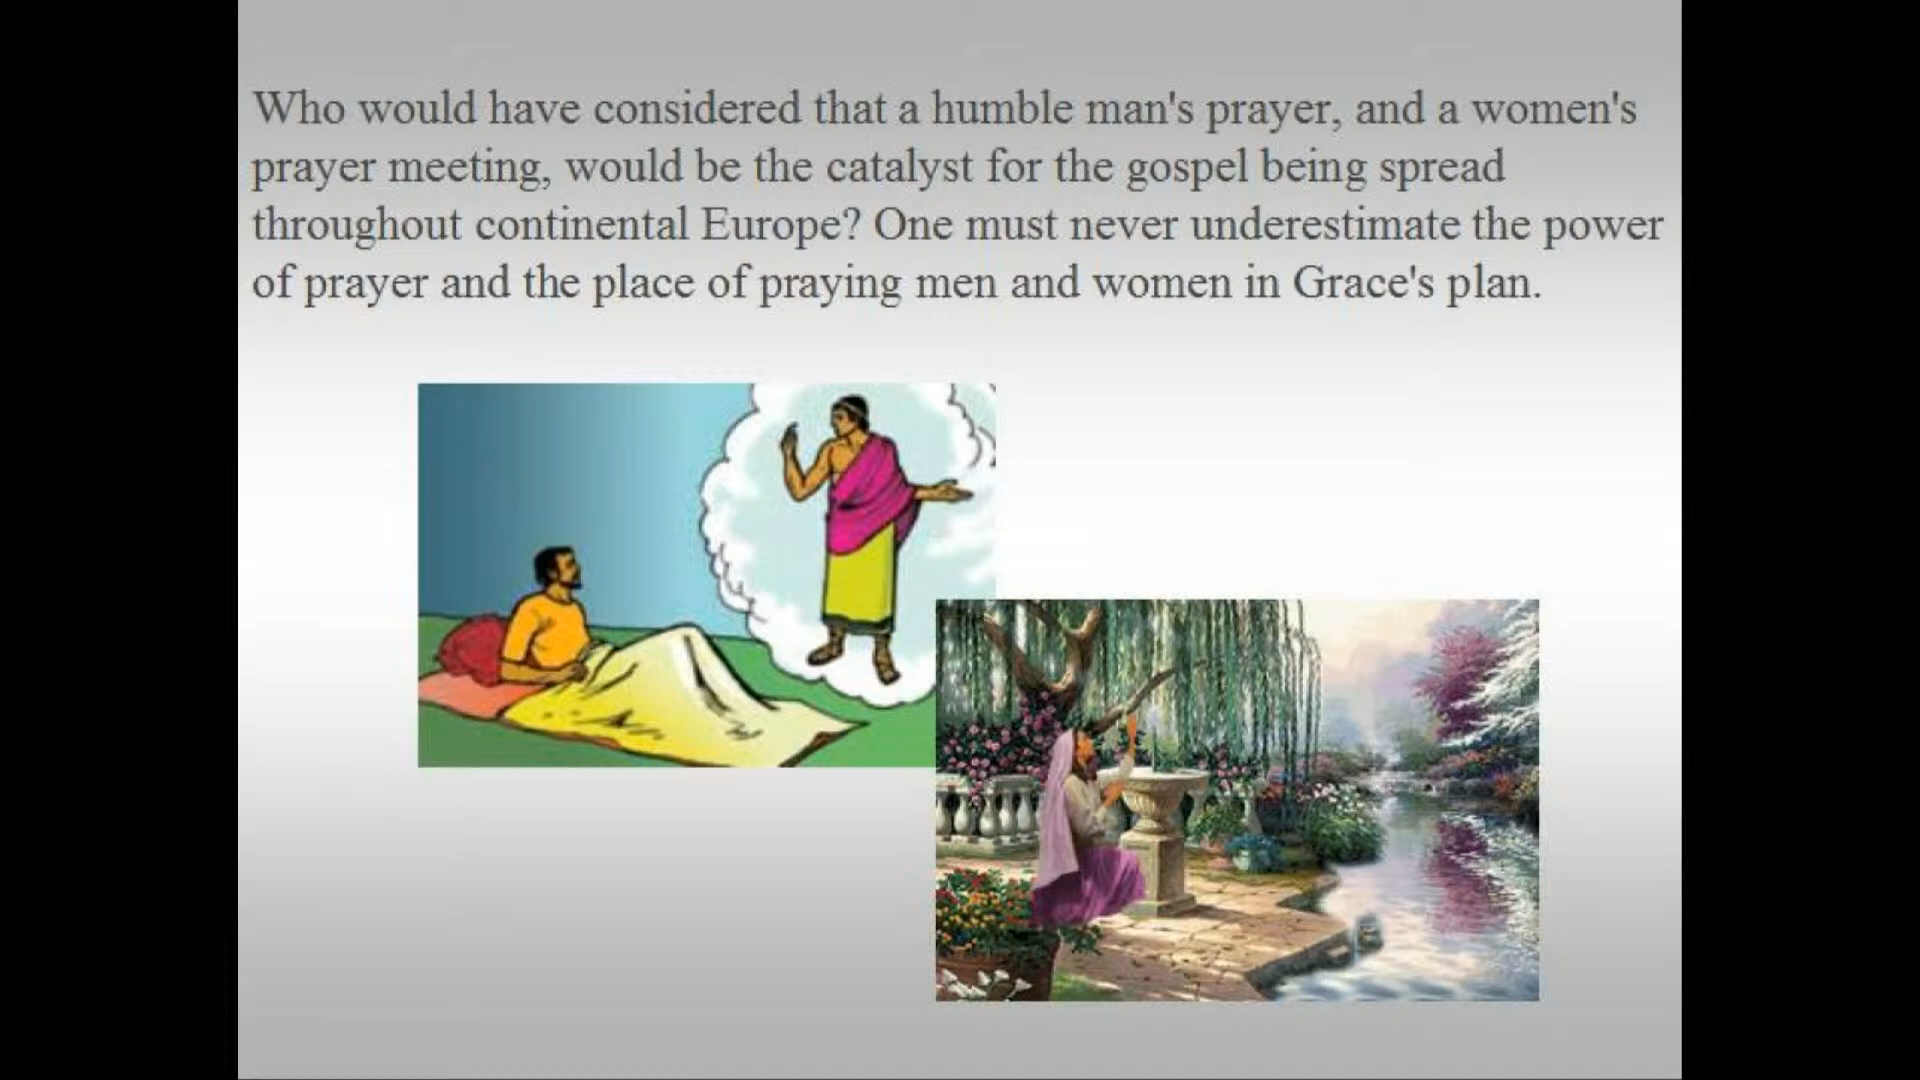 Who would have considered that a humble man's prayer, and a women's
prayer meeting, would be the catalyst for the gospel being spread
throughout continental Europe? One must never underestimate the power
of prayer and the place of praying men and women in Grace's plan.